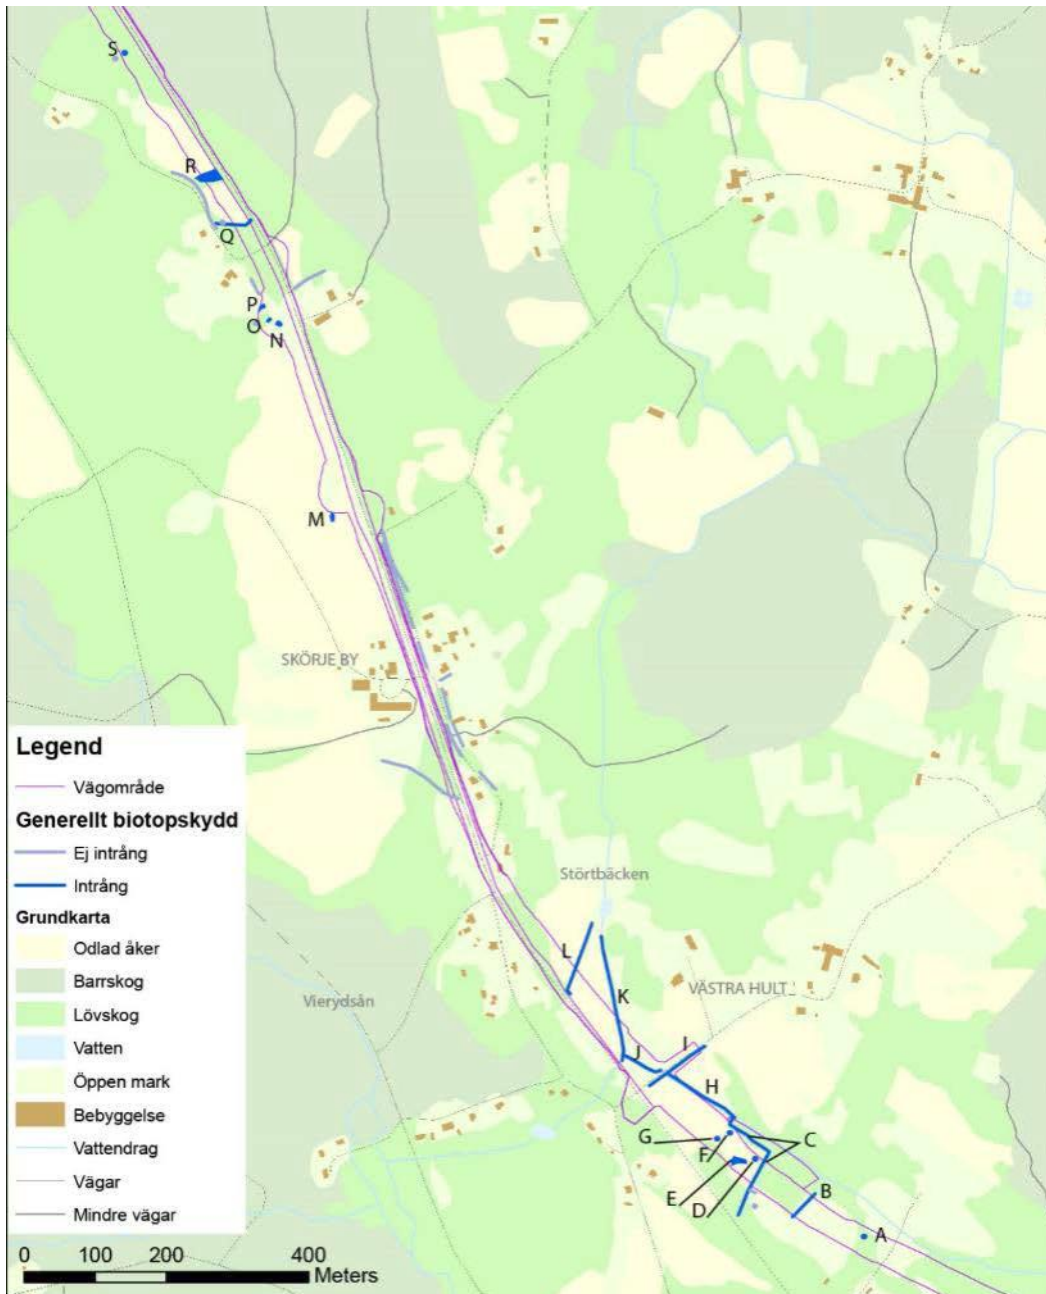 S
R
Q
P
O
N
M
SKÖRJE BY
Legend
Vägområde
Generellt biotopskydd
Ej intrång
Intrång
Grundkarta
Odlad åker
Barrskog
Lövskog
Vatten
Öppen mark
Bebyggelse
Vattendrag
Vägar
Mindre vägar
0 100 200 400
Meters
Störtbäcken
L
K
VÄSTRA HULT
Vierydsån
J
I
H
G
F
C
E
D
B
A